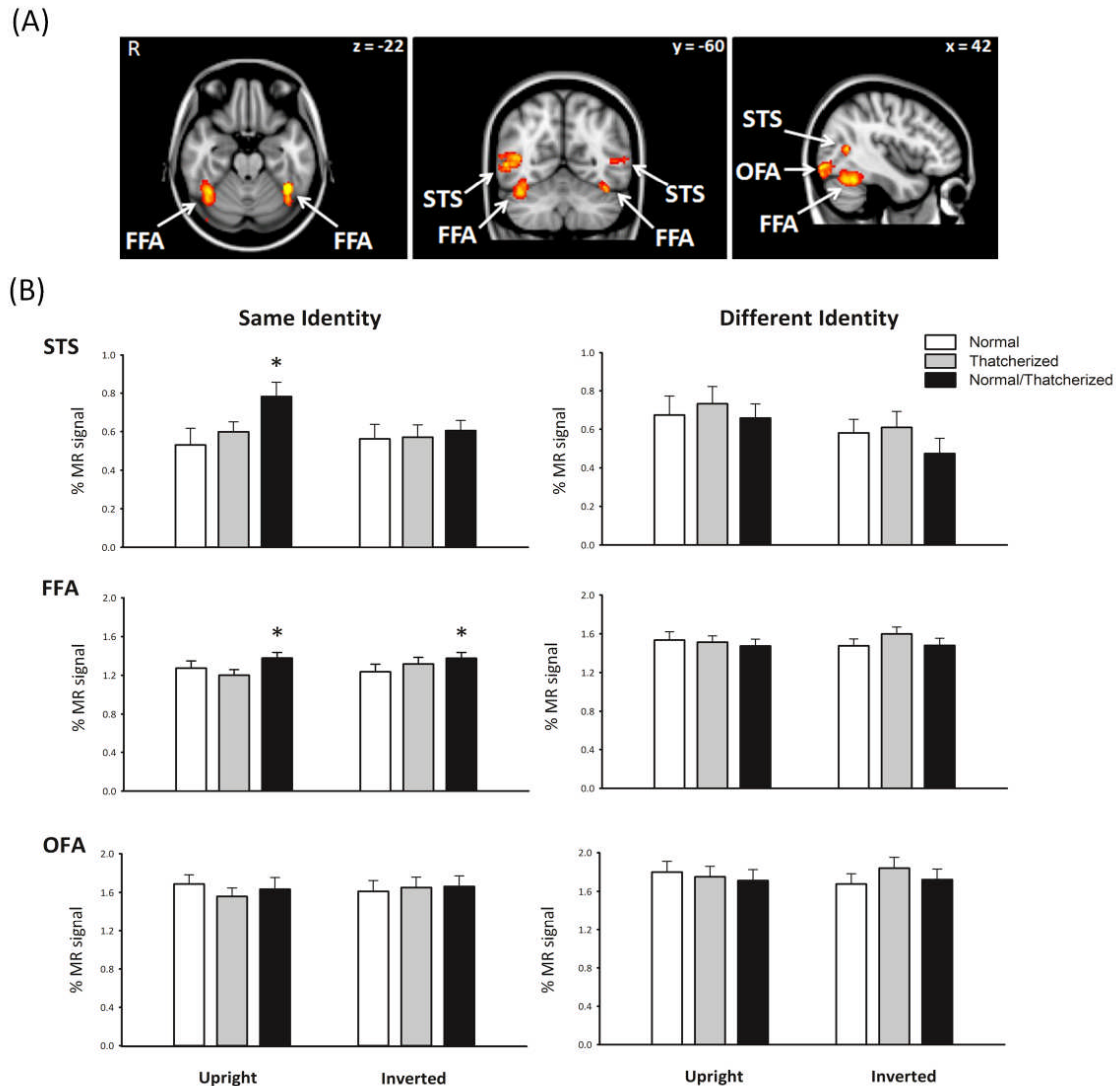 (A)
R
z = -22
FFA
FFA
y = -60
STS
STS
FFA
FFA
x = 42
STS
OFA
FFA
(B)
Same Identity
Different Identity
Normal
Thatcherized
Normal/Thatcherized
STS
% MR signal
1.0
0.8
0.6
0.4
0.2
0.0
*
% MR signal
1.0
0.8
0.6
0.4
0.2
0.0
FFA
% MR signal
2.0
1.6
1.2
0.8
0.4
0.0
*
*
% MR signal
2.0
1.6
1.2
0.8
0.4
0.0
OFA
% MR signal
2.0
1.6
1.2
0.8
0.4
0.0
% MR signal
2.0
1.6
1.2
0.8
0.4
0.0
Upright
Inverted
Upright
Inverted